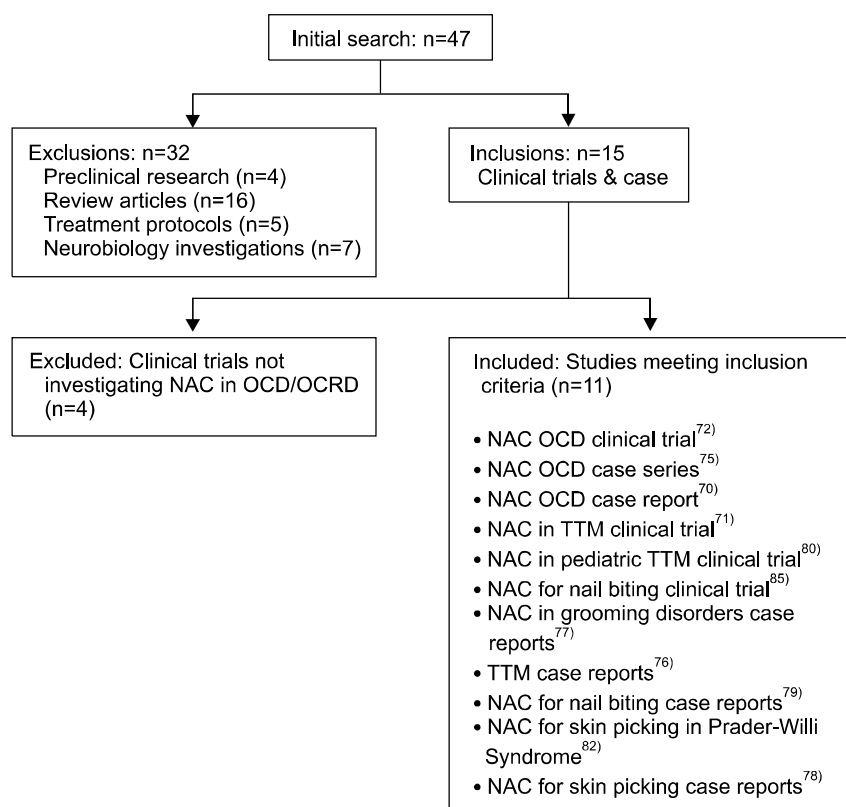 Initial search: n=47
Exclusions: n=32
Preclinical research (n=4)
Review articles (n=16)
Treatment protocols (n=5)
Neurobiology investigations (n=7)
Inclusions: n=15
Clinical trials & case
Excluded: Clinical trials not
investigating NAC in OCD/OCRD
(n=4)
Included: Studies meeting inclusion
criteria (n=11)
• NAC OCD clinical trial72)
• NAC OCD case series75)
• NAC OCD case report70)
• NAC in TTM clinical trial71)
• NAC in pediatric TTM clinical trial80)
• NAC for nail biting clinical trial85)
• NAC in grooming disorders case
reports77)
• TTM case reports76)
• NAC for nail biting case reports79)
• NAC for skin picking in Prader-Willi
Syndrome82)
• NAC for skin picking case reports78)